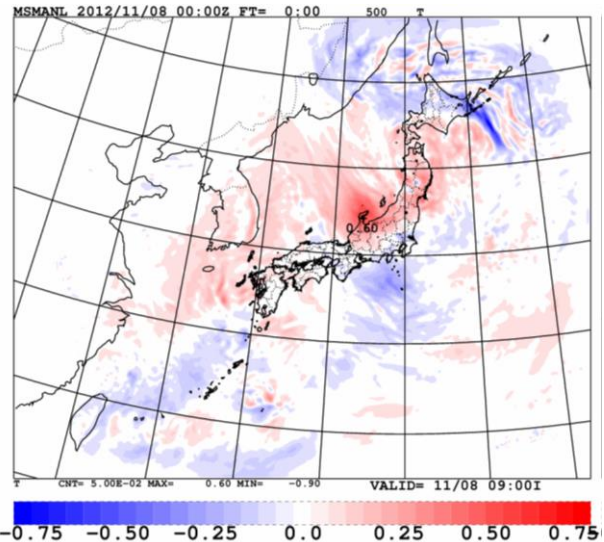 MSMANL 2012/11/08 00:00Z FT= 0:00 500 T
0.60
T CNT= 5.00E-02 MAX= 0.60 MIN= -0.90 VALID= 11/08 09:00I
-0.75 -0.50 -0.25 0.0 0.25 0.50 0.75